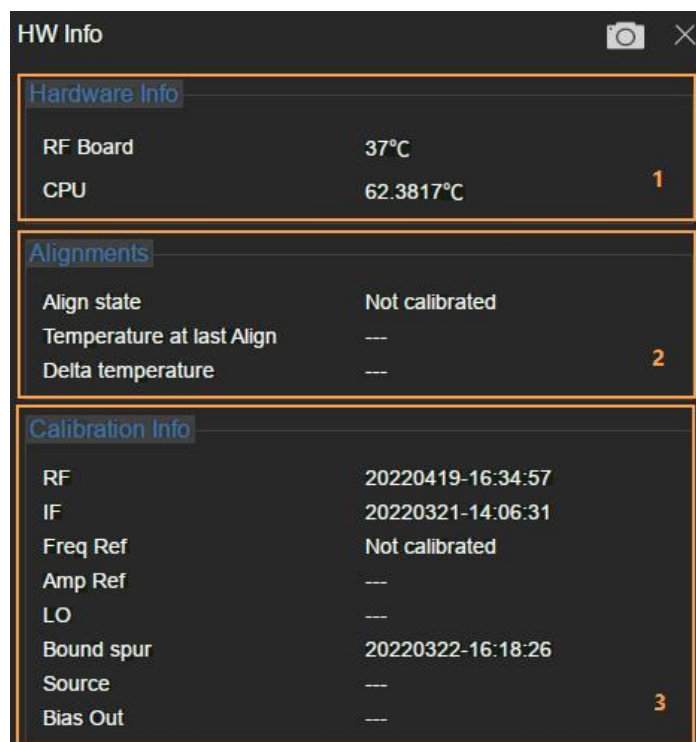 HW Info
Hardware Info
RF Board 37°C
CPU 62.3817°C
1
Alignments
Align state Not calibrated
Temperature at last Align ---
Delta temperature ---
2
Calibration Info
RF 20220419-16:34:57
IF 20220321-14:06:31
Freq Ref Not calibrated
Amp Ref ---
LO ---
Bound spur 20220322-16:18:26
Source ---
Bias Out ---
3